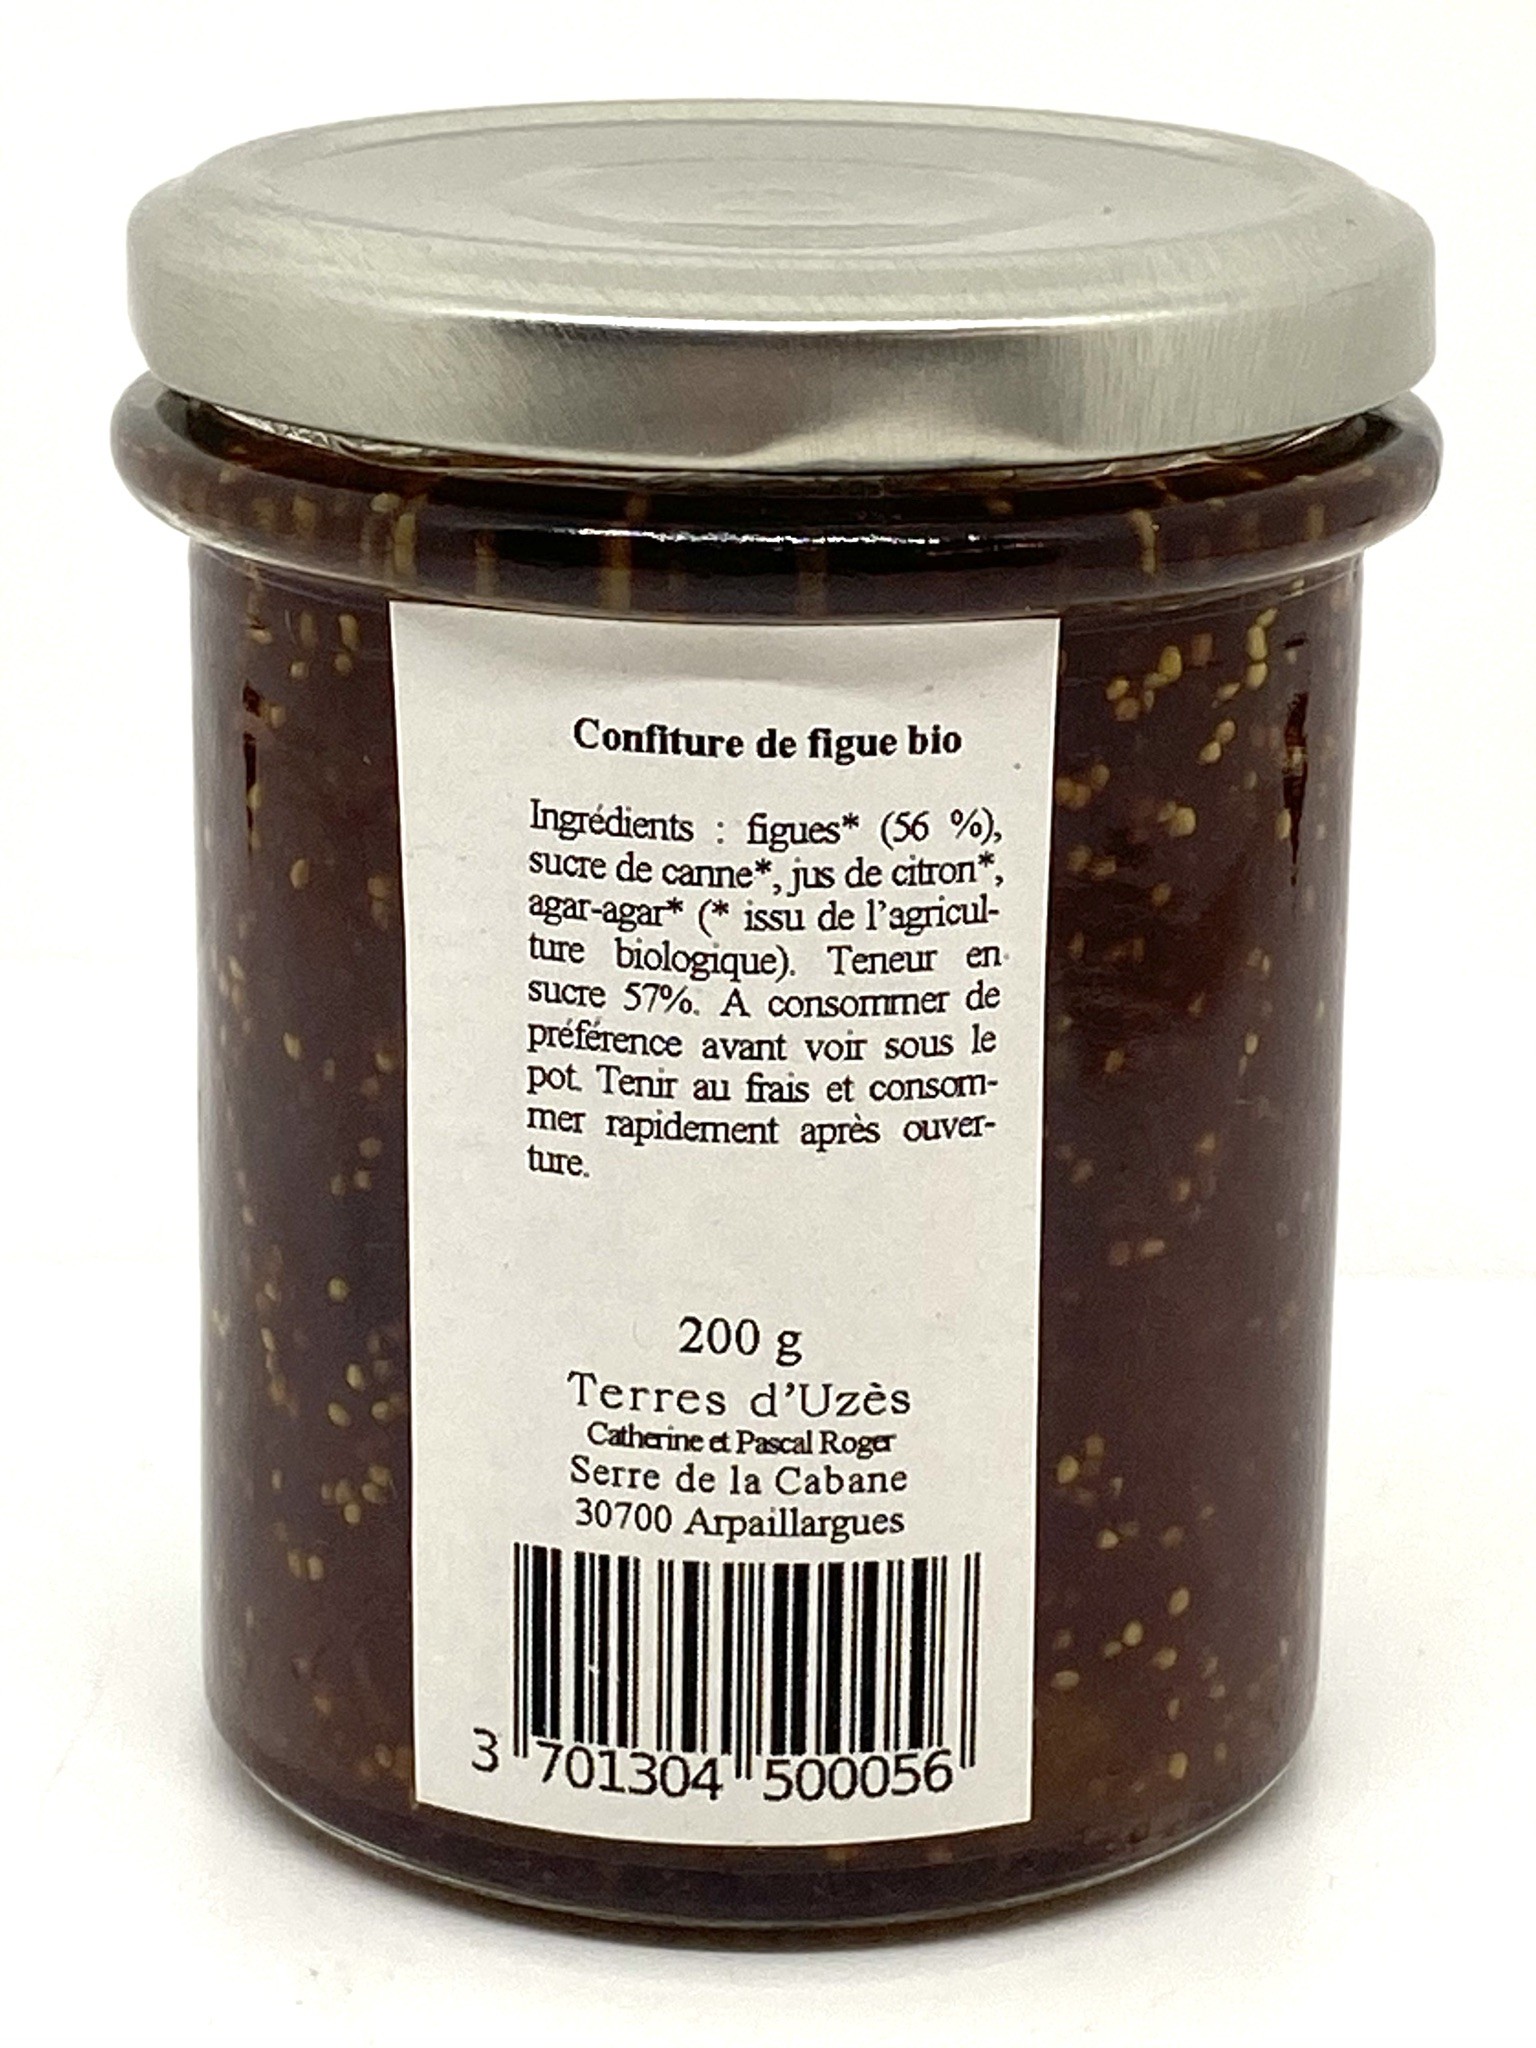 Confiture de figue bio
Ingrédients : figues* (56 %),
sucre de canne*, jus de citron*,
agar-agar* (* issu de l’agricul-
ture biologique). Teneur en
sucre 57%. A consommer de
préférence avant voir sous le
pot. Tenir au frais et consom-
mer rapidement après ouver-
ture.
200 g
Terres d’Uzès
Catherine et Pascal Roger
Serre de la Cabane
30700 Arpaillargues
3 701304 500056